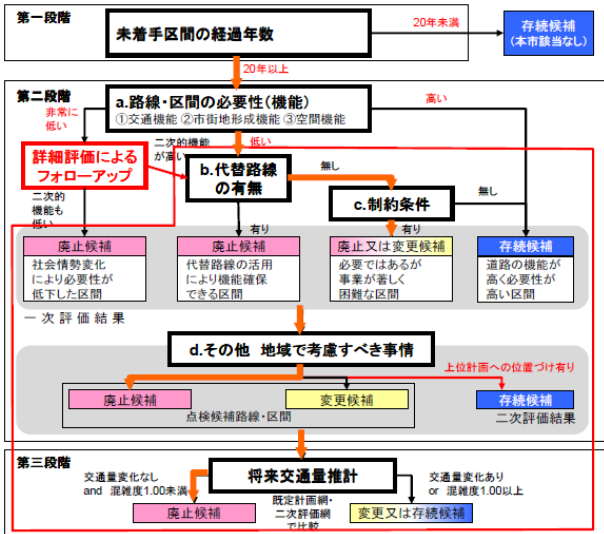 第一段階
未着手区間の経過年数
20年未満
存続候補
(本市該当なし)
20年以上
第二段階
a.路線・区間の必要性(機能)
①交通機能 ②市街地形成機能 ③空間機能
非常に
低い
高い
詳細評価による
フォローアップ
二次的機能
が高い
低い
b.代替路線
の有無
無し
c.制約条件
無し
二次的
機能も
低い
有り
有り
廃止候補
社会情勢変化
により必要性が
低下した区間
廃止候補
代替路線の活用
により機能確保
できる区間
廃止又は変更候補
必要ではあるが
事業が著しく
困難な区間
存続候補
道路の機能が
高く必要性が
高い区間
一次評価結果
d.その他 地域で考慮すべき事情
上位計画への位置づけ有り
廃止候補
変更候補
存続候補
点検候補路線・区間
二次評価結果
第三段階
将来交通量推計
交通量変化なし
and 混雑度1.00未満
交通量変化あり
or 混雑度1.00以上
既定計画網・
二次評価網
で比較
廃止候補
変更又は存続候補